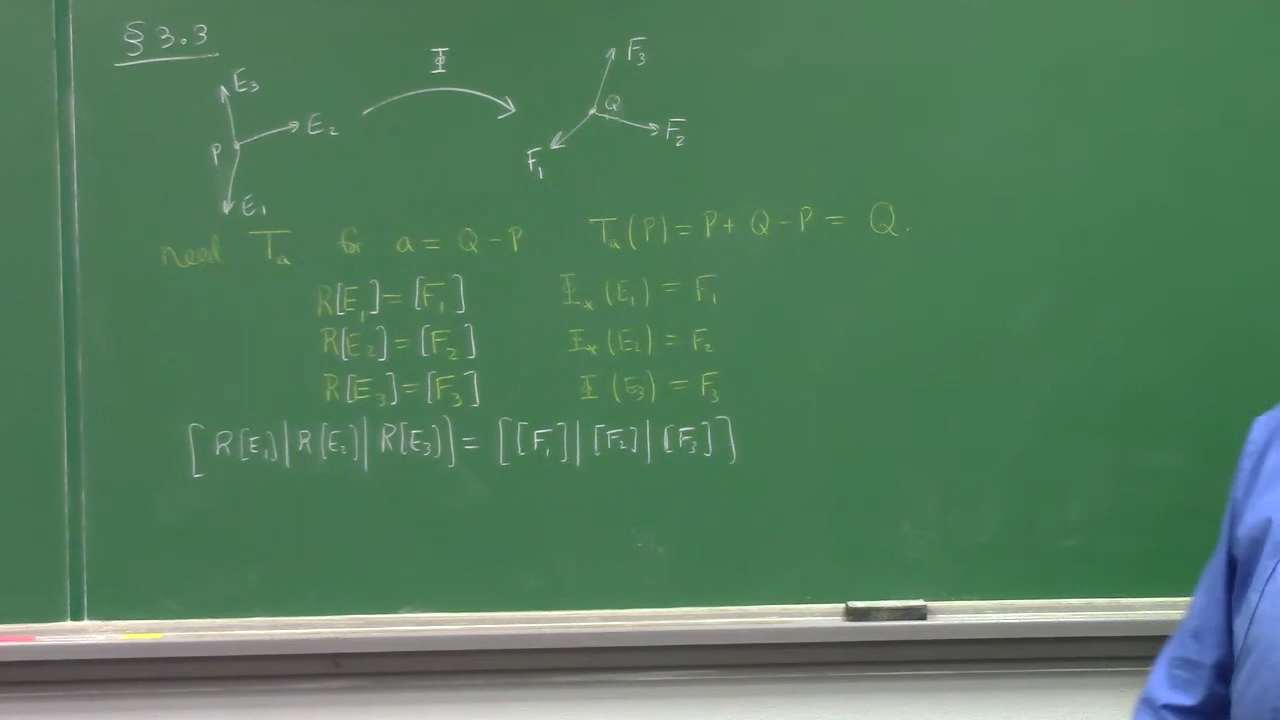 § 3.3
Φ
E₃
E₂
P
E₁
F₃
Q
F₂
F₁
need Tₐ for a = Q - P Tₐ(P) = P + Q - P = Q.
R[E₁] = [F₁] Φ*(E₁) = F₁
R[E₂] = [F₂] Φ*(E₂) = F₂
R[E₃] = [F₃] Φ(E₃) = F₃
[R[E₁]|R[E₂]|R[E₃]] = [[F₁]|[F₂]|[F₃]]